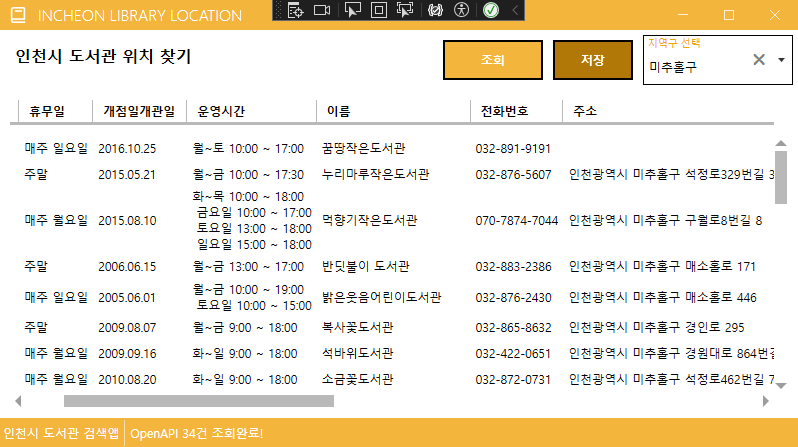 INCHEON LIBRARY LOCATION
인천시 도서관 위치 찾기
조회
저장
지역구 선택
미추홀구
휴무일 개점일개관일 운영시간 이름 전화번호 주소
매주 일요일 2016.10.25 월~토 10:00 ~ 17:00 꿈땅작은도서관 032-891-9191
주말 2015.05.21 월~금 10:00 ~ 17:30 누리마루작은도서관 032-876-5607 인천광역시 미추홀구 석정로329번길 3
화~목 10:00 ~ 18:00
금요일 10:00 ~ 17:00
매주 월요일 2015.08.10 토요일 13:00 ~ 18:00 먹향기작은도서관 070-7874-7044 인천광역시 미추홀구 구월로8번길 8
일요일 15:00 ~ 18:00
주말 2006.06.15 월~금 13:00 ~ 17:00 반딧불이 도서관 032-883-2386 인천광역시 미추홀구 매소홀로 171
월~금 10:00 ~ 19:00
매주 일요일 2005.06.01 토요일 10:00 ~ 15:00 밝은웃음어린이도서관 032-876-2430 인천광역시 미추홀구 매소홀로 446
주말 2009.08.07 월~금 9:00 ~ 18:00 복사꽃도서관 032-865-8632 인천광역시 미추홀구 경인로 295
매주 월요일 2009.09.16 화~일 9:00 ~ 18:00 석바위도서관 032-422-0651 인천광역시 미추홀구 경원대로 864번길
매주 월요일 2010.08.20 화~일 9:00 ~ 18:00 소금꽃도서관 032-872-0731 인천광역시 미추홀구 석정로462번길 7
인천시 도서관 검색앱 OpenAPI 34건 조회완료!